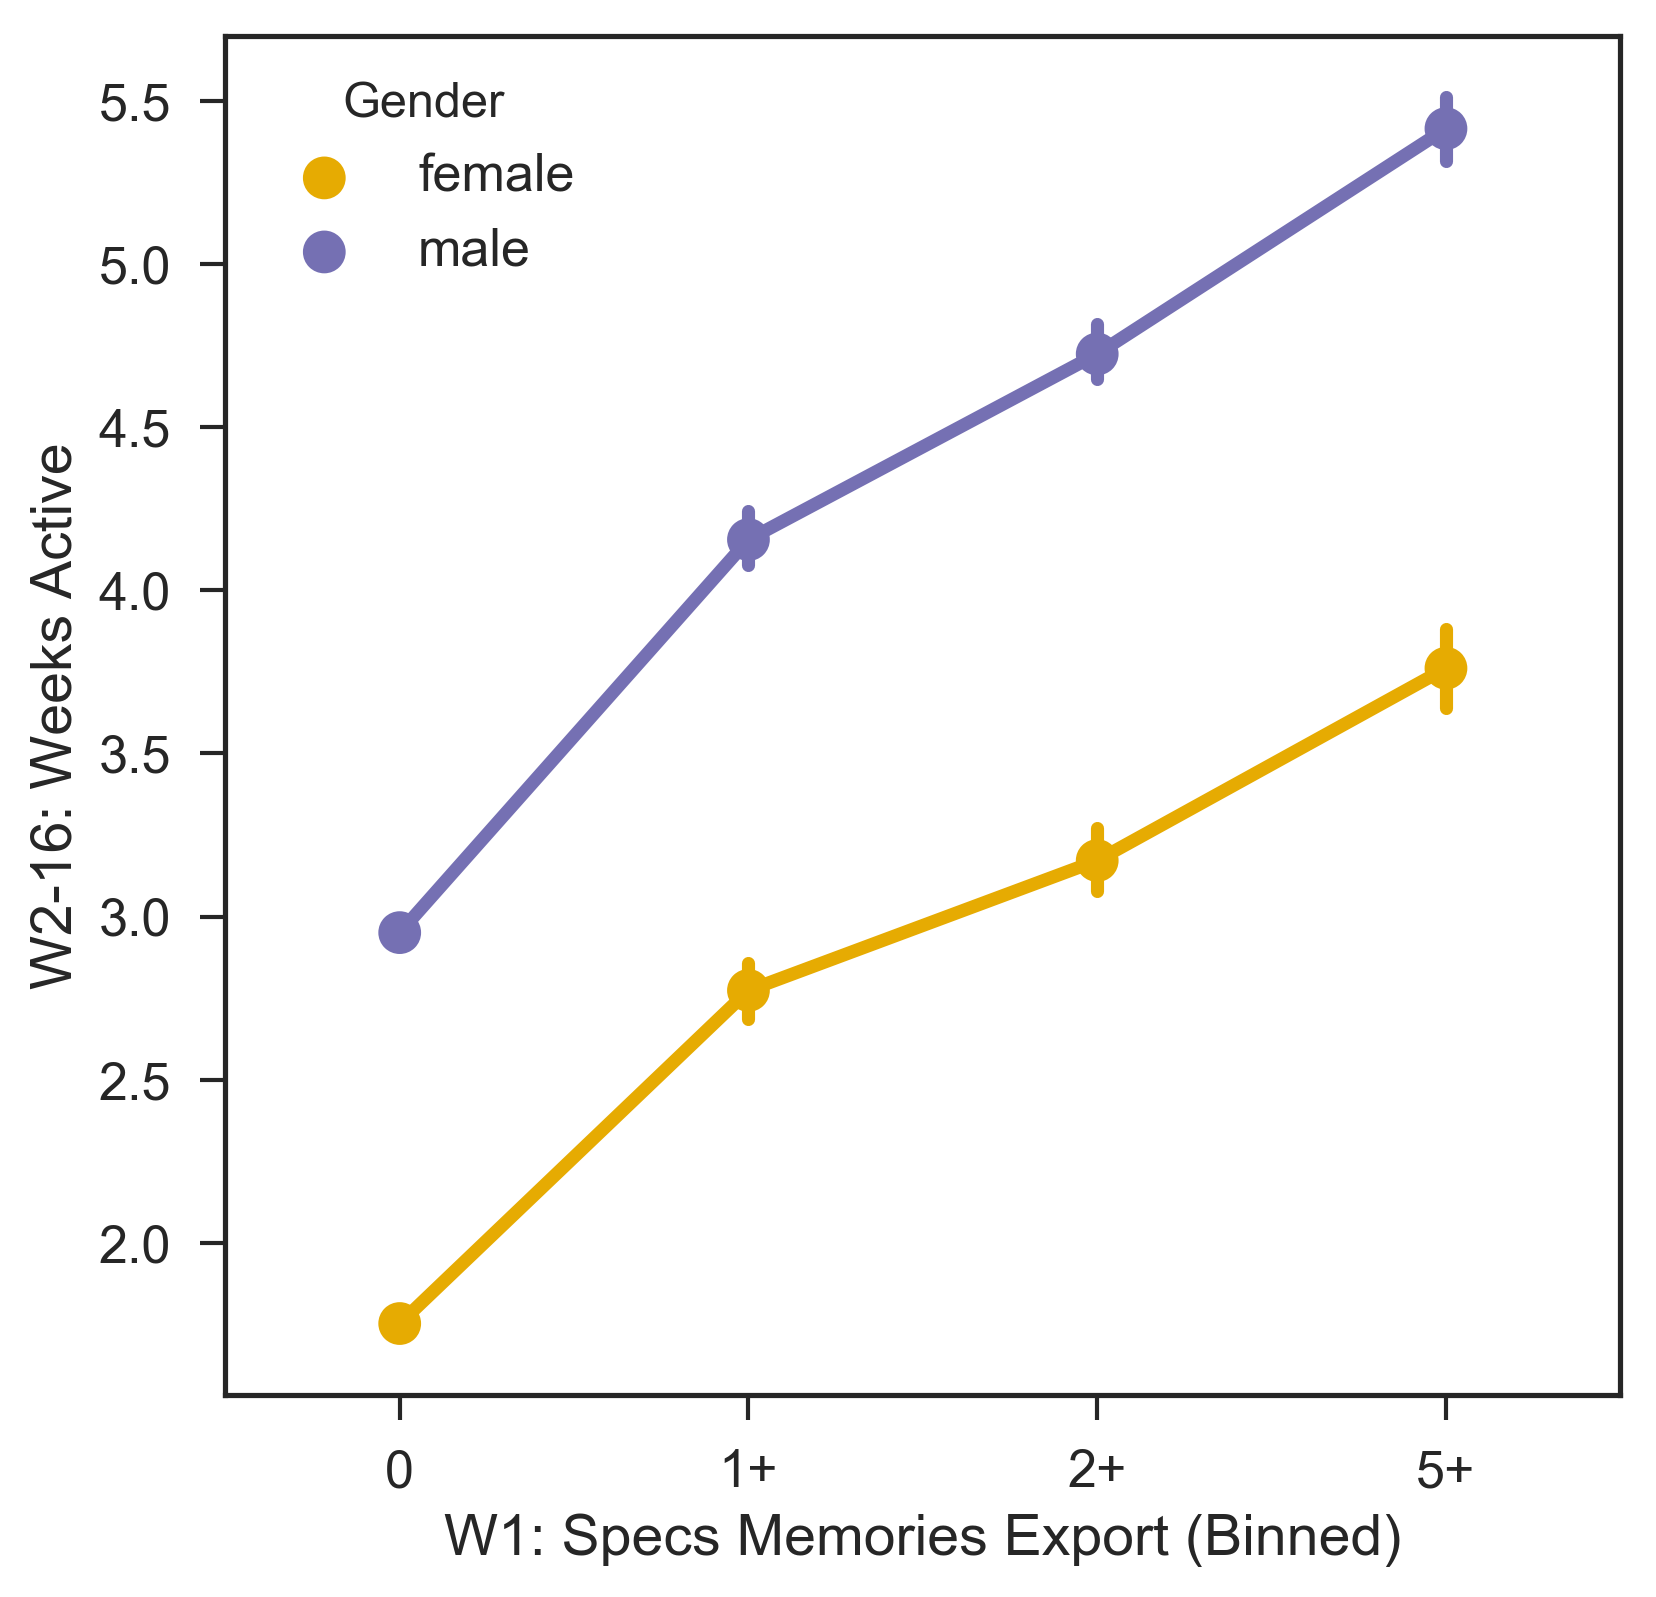 Gender
female
male
5.5
5.0
4.5
4.0
3.5
3.0
2.5
2.0
W2-16: Weeks Active
0 1+ 2+ 5+
W1: Specs Memories Export (Binned)